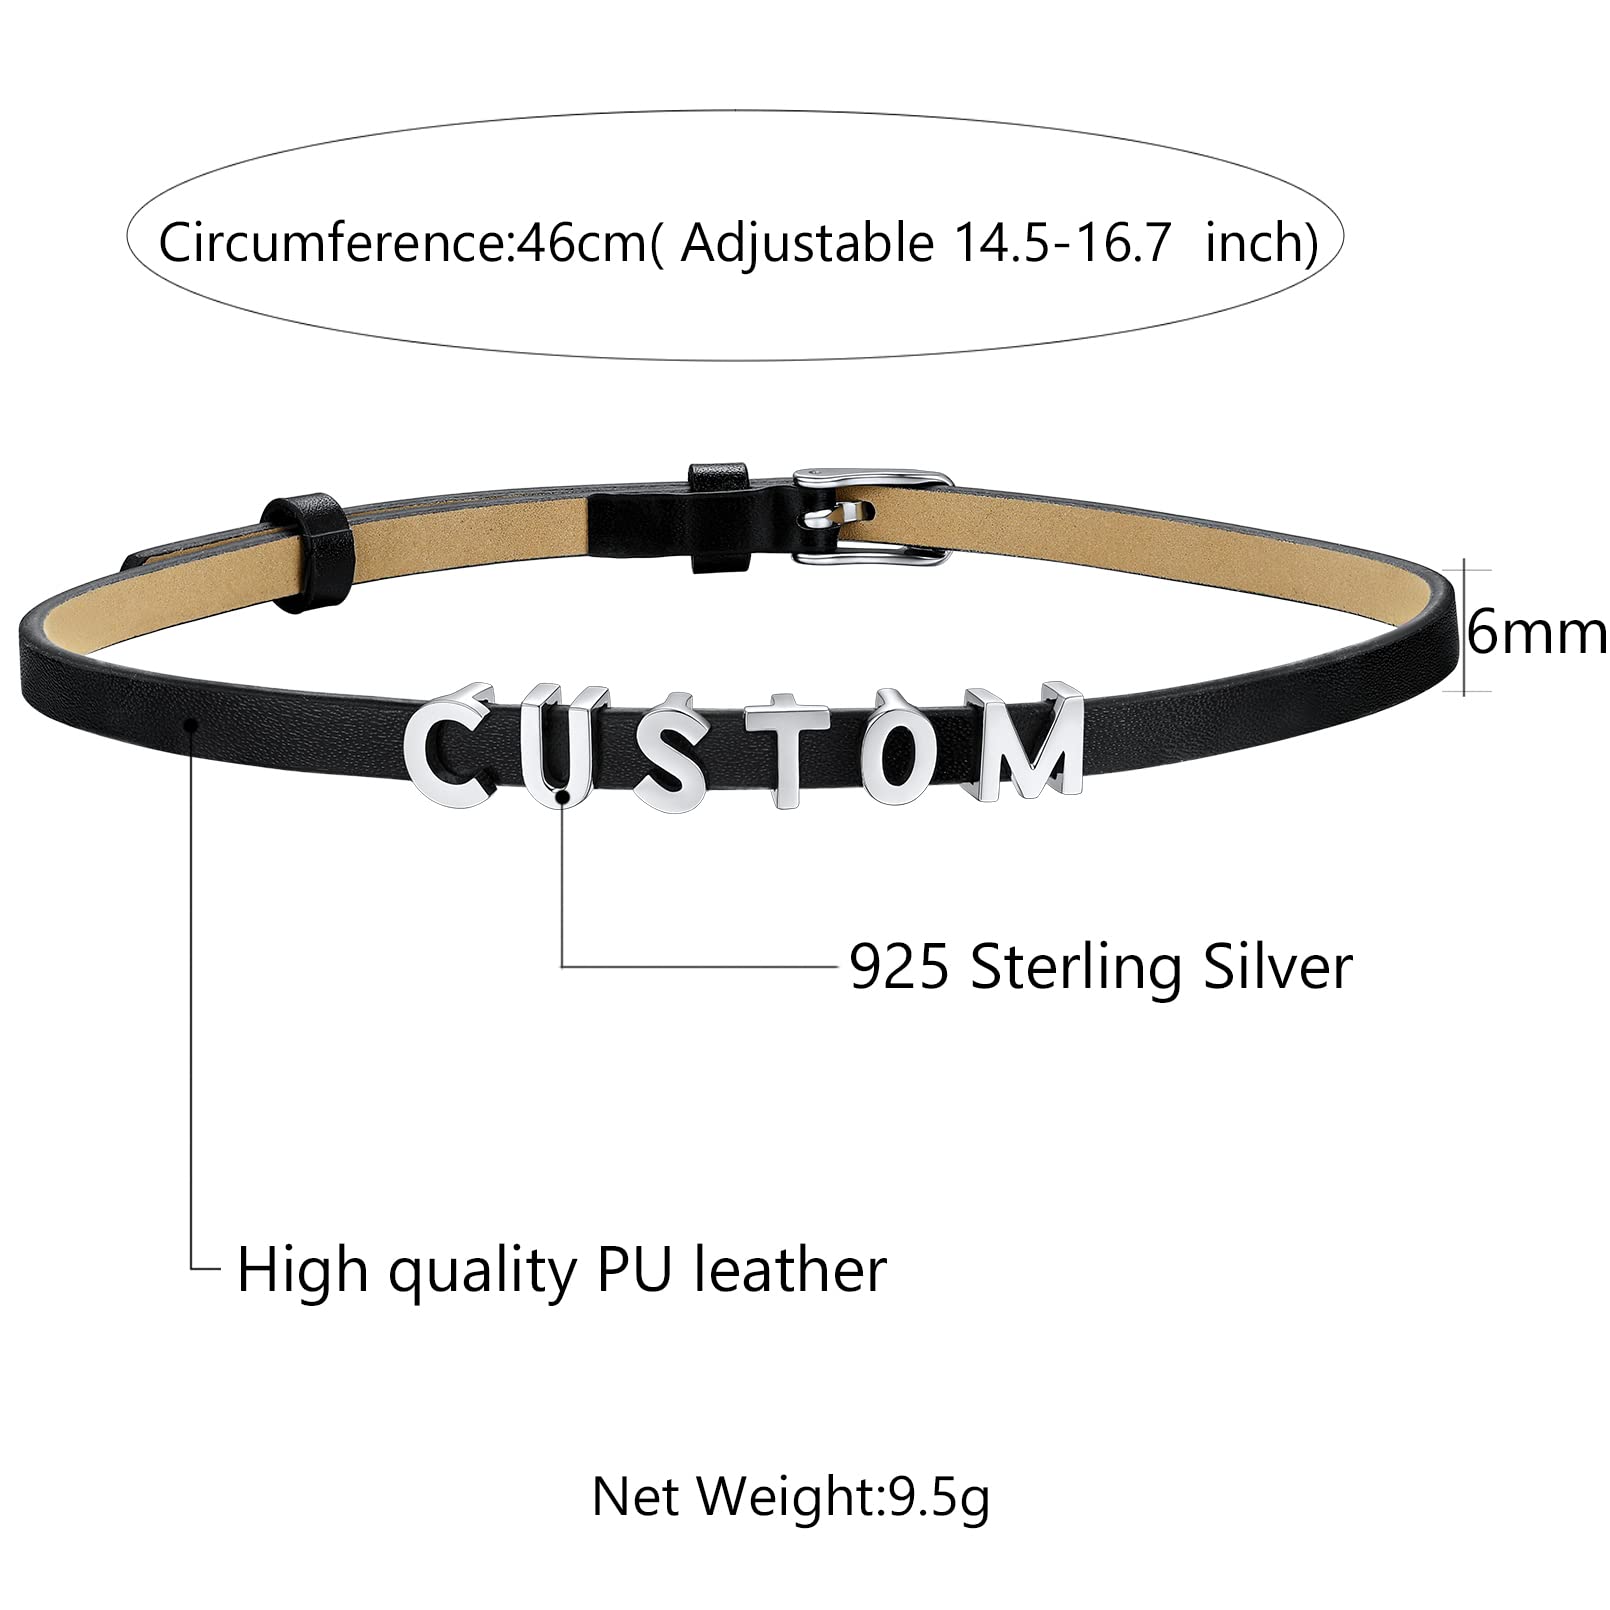 Circumference:46cm( Adjustable 14.5-16.7  inch)
6mm
CUSTOM
925 Sterling Silver
High quality PU leather
Net Weight:9.5g